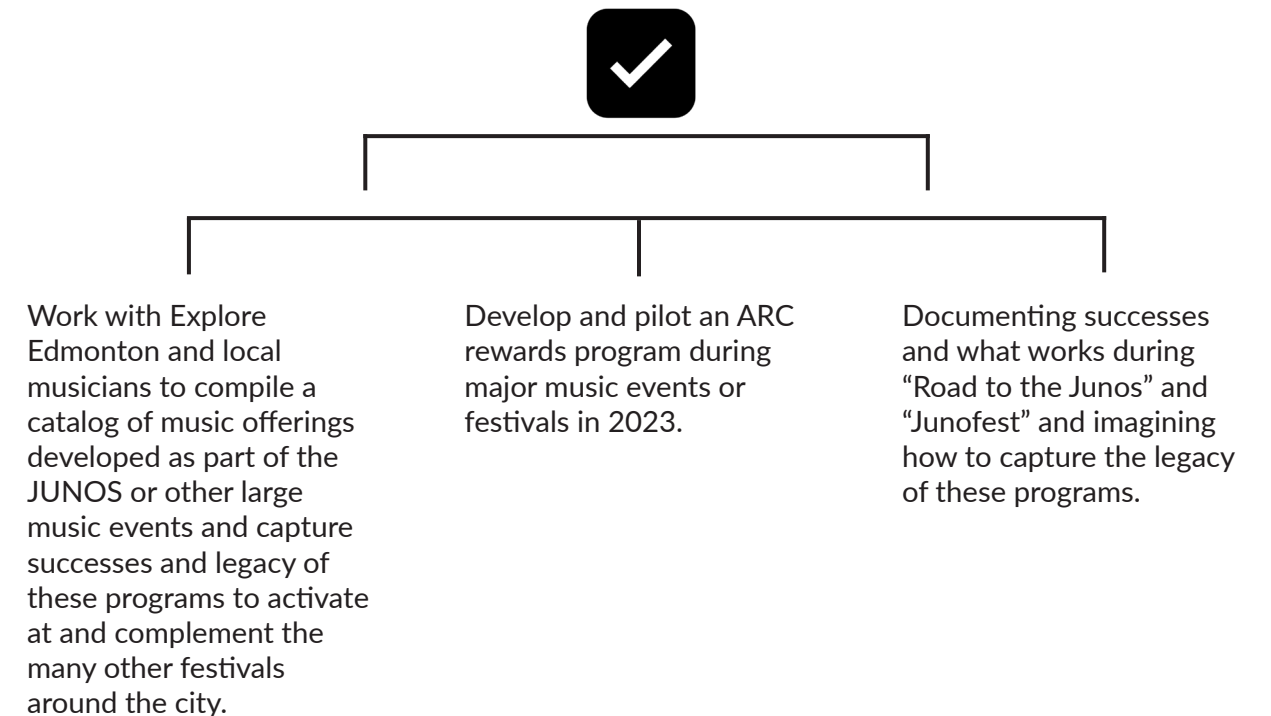 Work with Explore
Edmonton and local
musicians to compile a
catalog of music offerings
developed as part of the
JUNOS or other large
music events and capture
successes and legacy of
these programs to activate
at and complement the
many other festivals
around the city.
Develop and pilot an ARC
rewards program during
major music events or
festivals in 2023.
Documenting successes
and what works during
“Road to the Junos” and
“Junofest” and imagining
how to capture the legacy
of these programs.